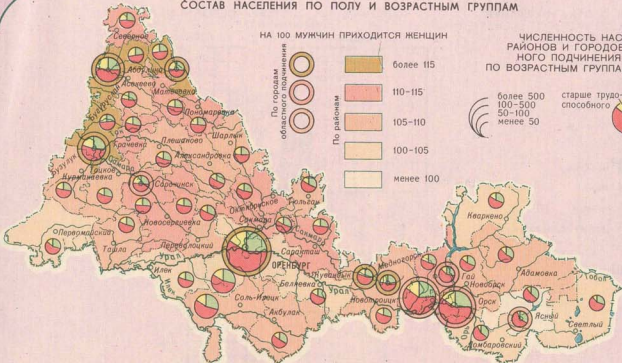 СОСТАВ НАСЕЛЕНИЯ ПО ПОЛУ И ВОЗРАСТНЫМ ГРУППАМ
НА 100 МУЖЧИН ПРИХОДИТСЯ ЖЕНЩИН
По городам
областного подчинения
По районам
более 115
110-115
105-110
100-105
менее 100
ЧИСЛЕННОСТЬ НАС
РАЙОНОВ И ГОРОДОВ
НОГО ПОДЧИНЕНИЯ
ПО ВОЗРАСТНЫМ ГРУППА
более 500
100-500
50-100
менее 50
старше трудо-
способного
Северное
Абдулино
Асекеево
Матвеевка
Бугуруслан
Пономаревка
Шарлык
Грачевка
Плешаново
Александровка
Бузулук
Тоцкое
Курманаевка
Сорочинск
Октябрьское
Тюльган
Новосергиевка
Сакмара
Первомайский
Ташла
Переволоцкий
Сакмара
Саракташ
Урал
ОРЕНБУРГ
Илек
Илек
Соль-Илецк
Беляевка
Акбулак
Кувандык
Урал
Медногорск
Новотроицк
Гай
Новоорск
Орск
Кваркено
Адамовка
Ясный
Светлый
Домбаровский